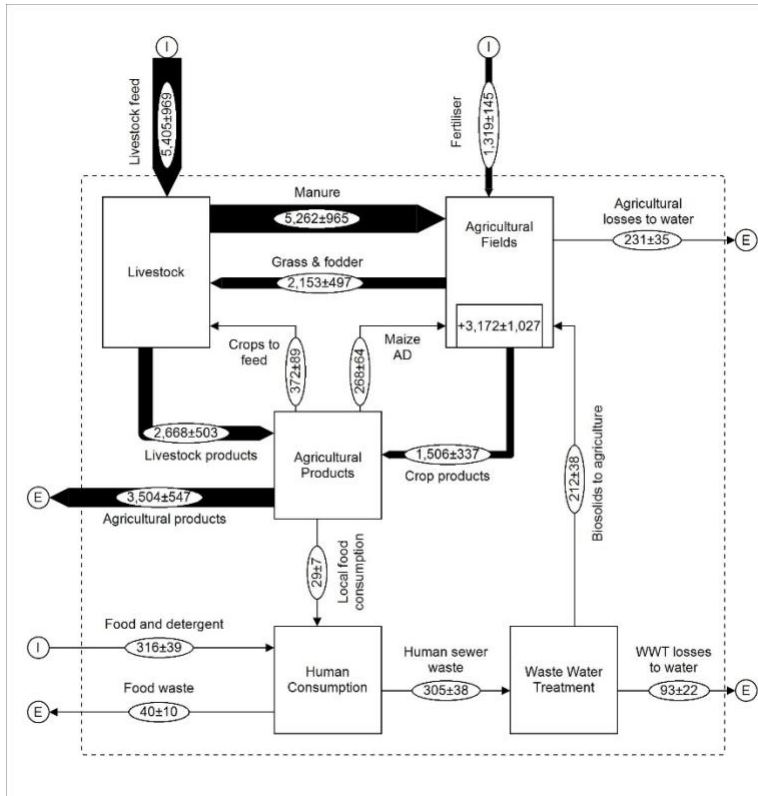 I
I
Livestock feed
5,405±969
Fertiliser
1,319±145
Manure
5,262±965
Agricultural
losses to water
231±35
E
Livestock
Agricultural
Fields
Grass & fodder
2,153±497
+3,172±1,027
Crops to
feed
372±89
Maize
AD
268±64
2,668±503
Livestock products
Agricultural
Products
1,506±337
Crop products
Biosolids to agriculture
212±38
E
3,504±547
Agricultural products
29±7
Local food
consumption
Food and detergent
I
316±39
Human
Consumption
Human sewer
waste
305±38
Waste Water
Treatment
WWT losses
to water
93±22
E
Food waste
E
40±10